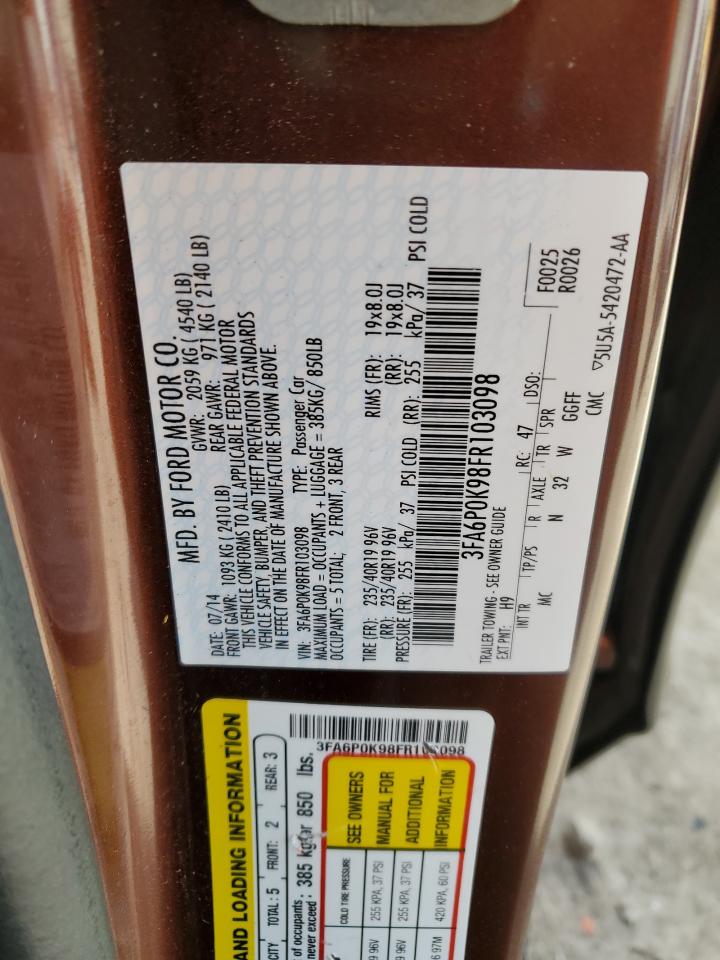 MFD. BY FORD MOTOR CO.
DATE: 07/14 GVWR: 2059 KG ( 4540 LB)
FRONT GAWR: 1093 KG ( 2410 LB) REAR GAWR: 971 KG ( 2140 LB)
THIS VEHICLE CONFORMS TO ALL APPLICABLE FEDERAL MOTOR
VEHICLE SAFETY, BUMPER, AND THEFT PREVENTION STANDARDS
IN EFFECT ON THE DATE OF MANUFACTURE SHOWN ABOVE.
VIN: 3FA6P0K98FR103098 TYPE: Passenger Car
MAXIMUM LOAD = OCCUPANTS + LUGGAGE = 385KG/ 850LB
OCCUPANTS = 5 TOTAL; 2 FRONT, 3 REAR
TIRE (FR): 235/40R19 96V RIMS (FR): 19x8.0J
(RR): 235/40R19 96V (RR): 19x8.0J
PRESSURE (FR): 255 kPa/ 37 PSI COLD (RR): 255 kPa/ 37 PSI COLD
3FA6P0K98FR103098
TRAILER TOWING - SEE OWNER GUIDE
EXT PNT: H9 RC: 47 DSO: F0025
R0026
INT TR TP/PS R AXLE TR SPR
MC N 32 W GGFF
CMC ▽5U5A-5420472-AA
AND LOADING INFORMATION
CITY TOTAL : 5 FRONT: 2 REAR: 3
of occupants
never exceed : 385 kg or 850 lbs.
3FA6P0K98FR103098
COLD TIRE PRESSURE
9 96V 255 KPA, 37 PSI
9 96V 255 KPA, 37 PSI
6 97M 420 KPA, 60 PSI
SEE OWNERS
MANUAL FOR
ADDITIONAL
INFORMATION